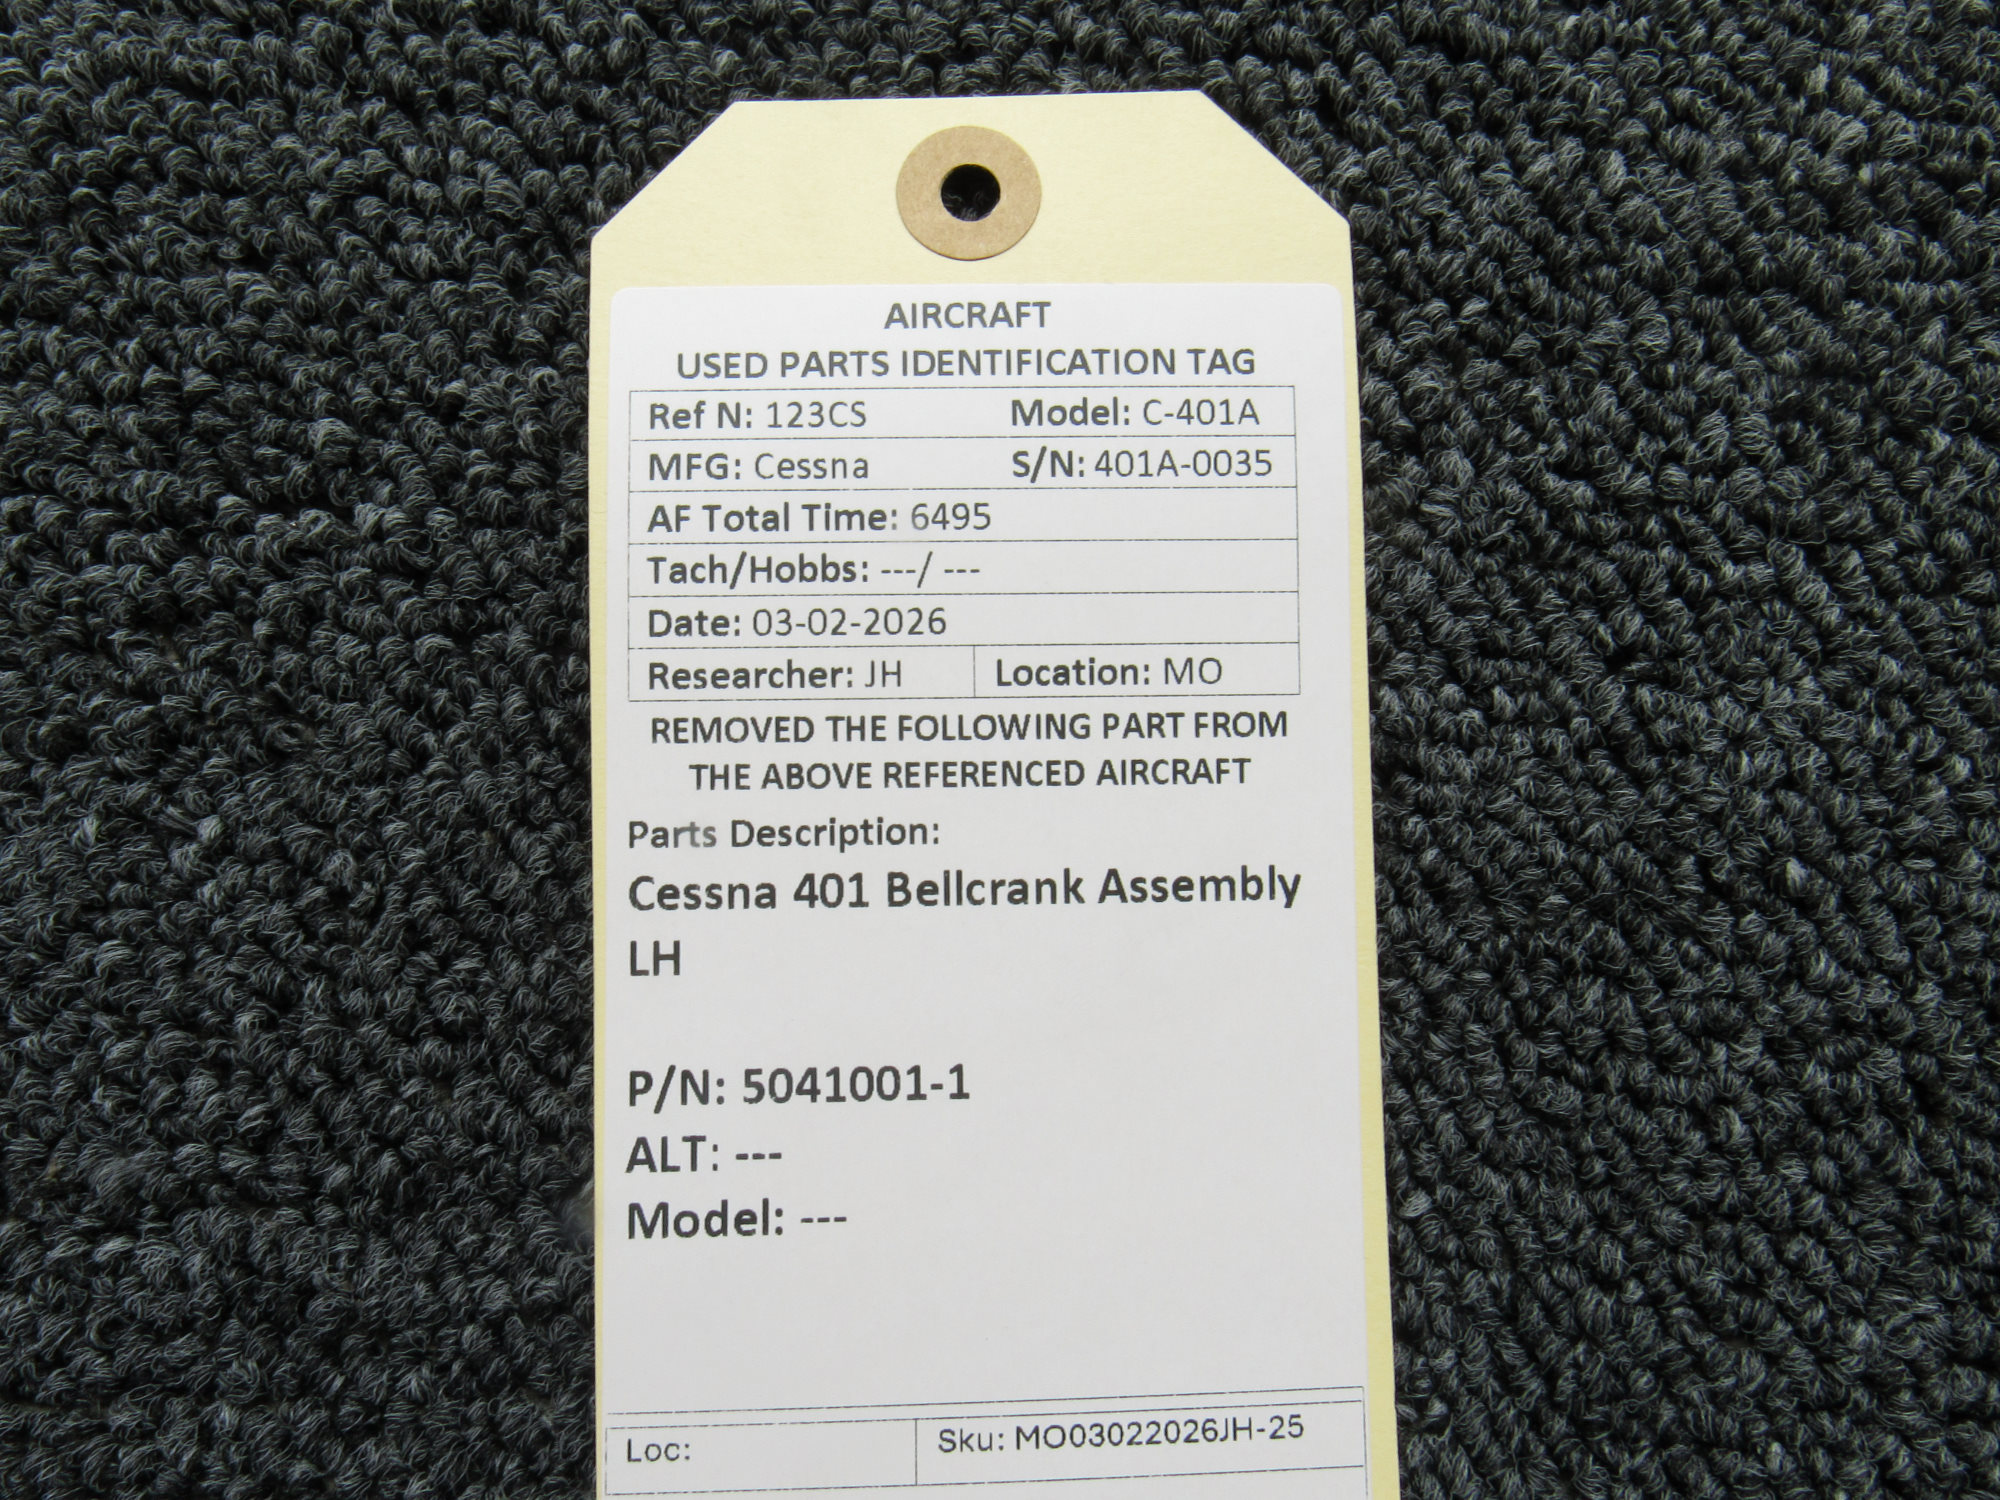 AIRCRAFT
USED PARTS IDENTIFICATION TAG
Ref N: 123CS Model: C-401A
MFG: Cessna S/N: 401A-0035
AF Total Time: 6495
Tach/Hobbs: ---/ ---
Date: 03-02-2026
Researcher: JH Location: MO
REMOVED THE FOLLOWING PART FROM
THE ABOVE REFERENCED AIRCRAFT
Parts Description:
Cessna 401 Bellcrank Assembly
LH
P/N: 5041001-1
ALT: ---
Model: ---
Loc: Sku: MO03022026JH-25